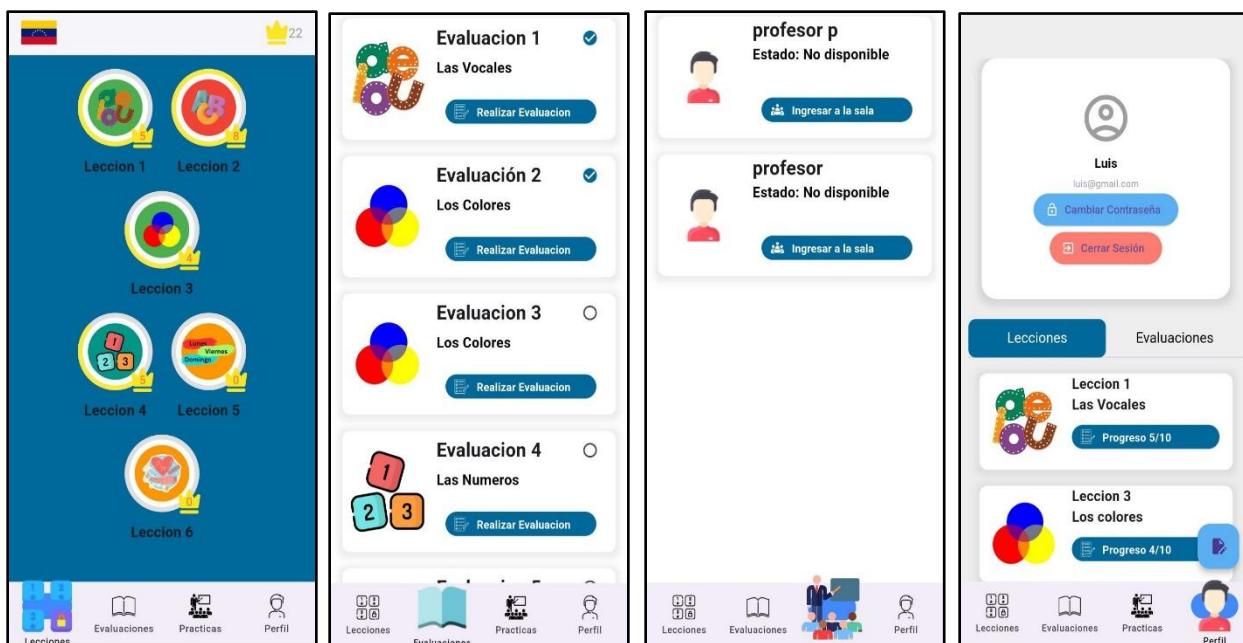 22
5
8
Leccion 1
Leccion 2
4
Leccion 3
1
2 3
Lunes
Viernes
Domingo
5
0
Leccion 4
Leccion 5
0
Leccion 6
Lecciones
Evaluaciones
Practicas
Perfil
Evaluacion 1
Las Vocales
Realizar Evaluacion
Evaluación 2
Los Colores
Realizar Evaluacion
Evaluacion 3
Los Colores
Realizar Evaluacion
Evaluacion 4
Las Numeros
1
2 3
Realizar Evaluacion
Lecciones
Evaluaciones
Practicas
Perfil
profesor p
Estado: No disponible
Ingresar a la sala
profesor
Estado: No disponible
Ingresar a la sala
Lecciones
Evaluaciones
Perfil
Luis
luis@gmail.com
Cambiar Contraseña
Cerrar Sesión
Lecciones
Evaluaciones
Leccion 1
Las Vocales
Progreso 5/10
Leccion 3
Los colores
Progreso 4/10
Lecciones
Evaluaciones
Practicas
Perfil